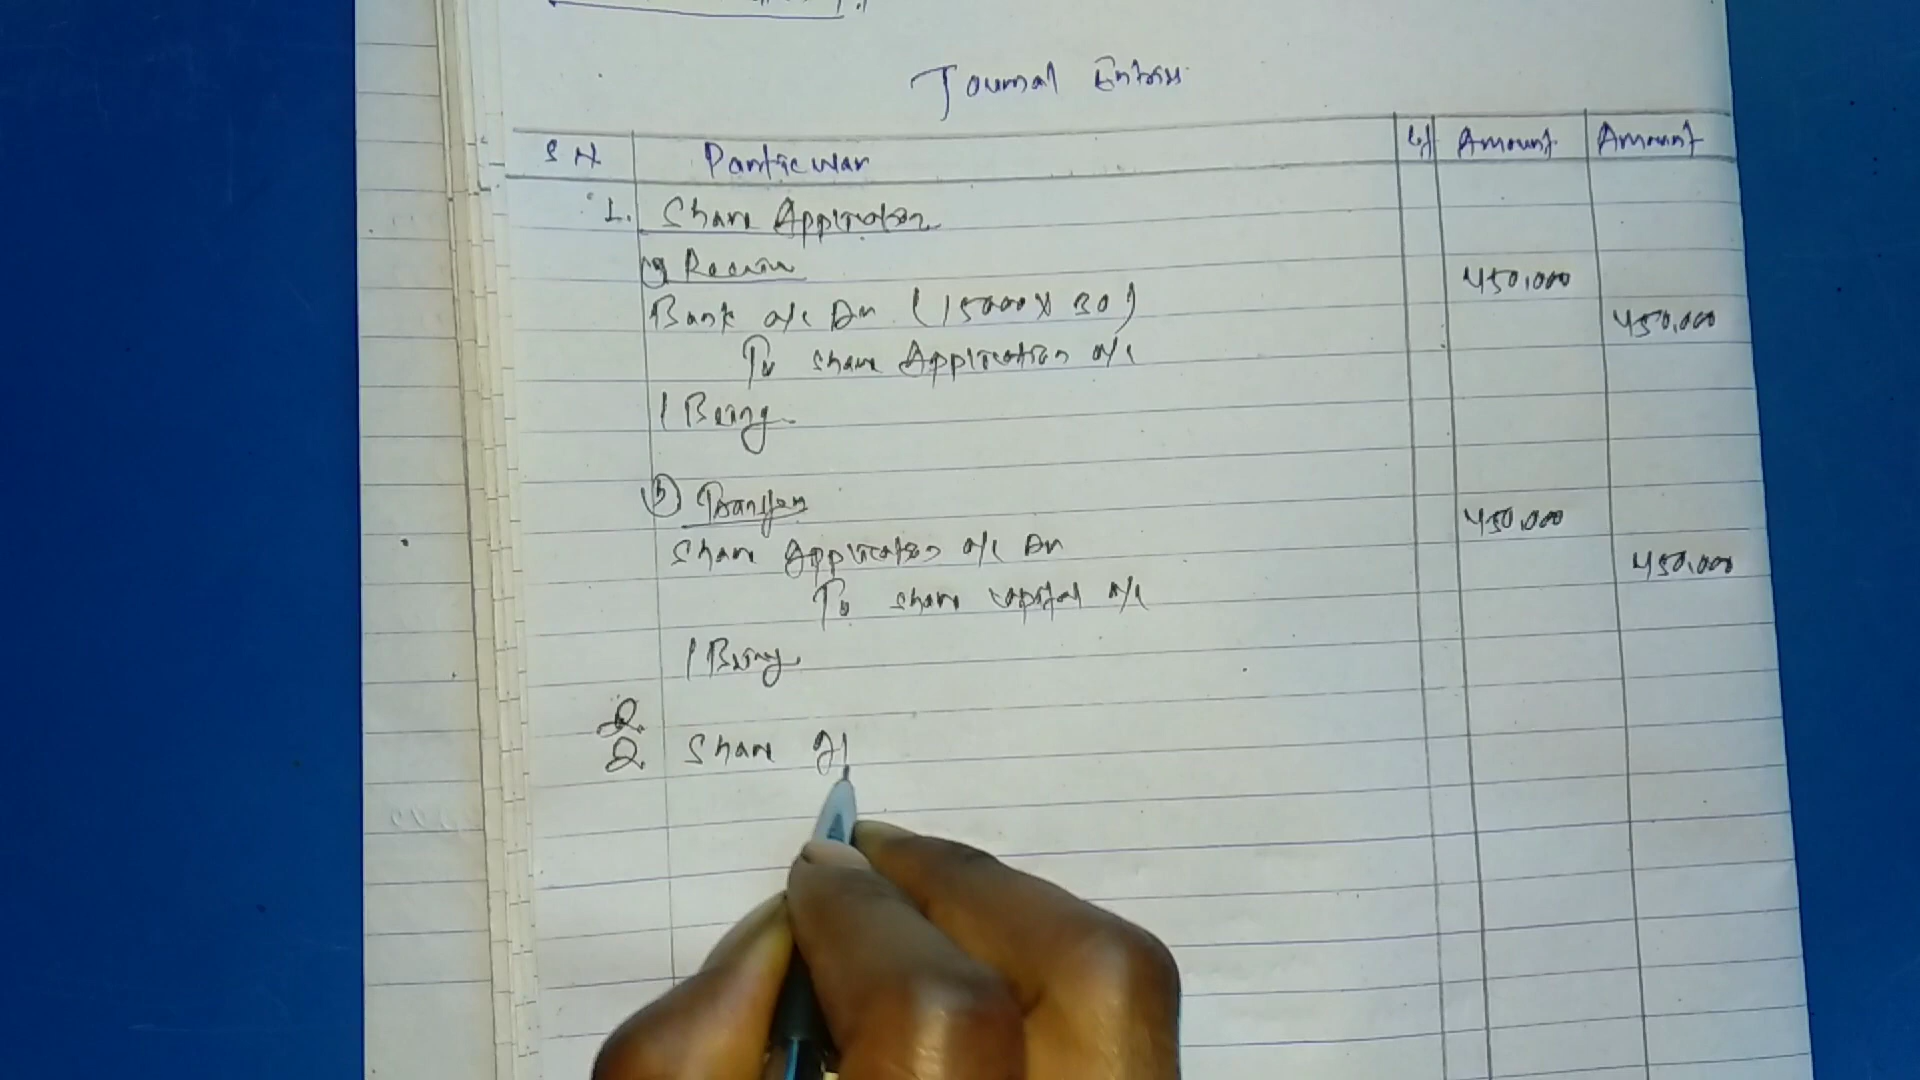 Journal Entries
S N Particular L/f Amount Amount
1. Share Application
a) Receive
Bank a/c Dr (15000 X 30) 450,000
To share Application a/c 450,000
( Being
b) Transfer
Share Application a/c Dr 450,000
To share capital a/c 450,000
( Being
2.
2. Share